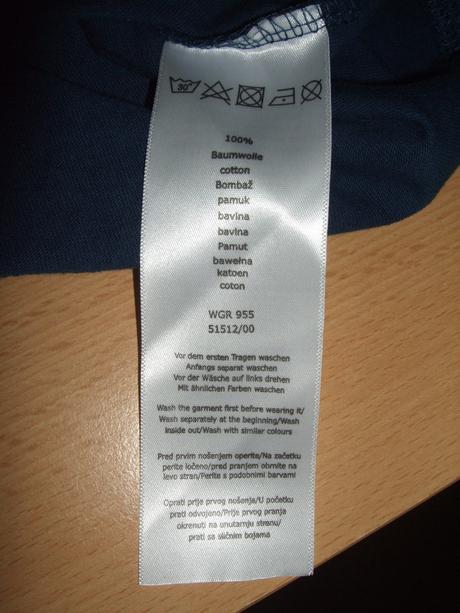 30°
100%
Baumwolle
cotton
Bombaž
pamuk
bavlna
bavlna
Pamut
bawełna
katoen
coton
WGR 955
51512/00
Vor dem ersten Tragen waschen
Anfangs separat waschen
Vor der Wäsche auf links drehen
Mit ähnlichen Farben waschen
Wash the garment first before wearing it/
Wash separately at the beginning/Wash
inside out/Wash with similar colours
Pred prvim nošenjem operite/Na začetku
perite ločeno/pred pranjem obrnite na
levo stran/Perite s podobnimi barvami
Oprati prije prvog nošenja/U početku
prati odvojeno/Prije prvog pranja
okrenuti na unutarnju stranu/
prati sa sličnim bojama